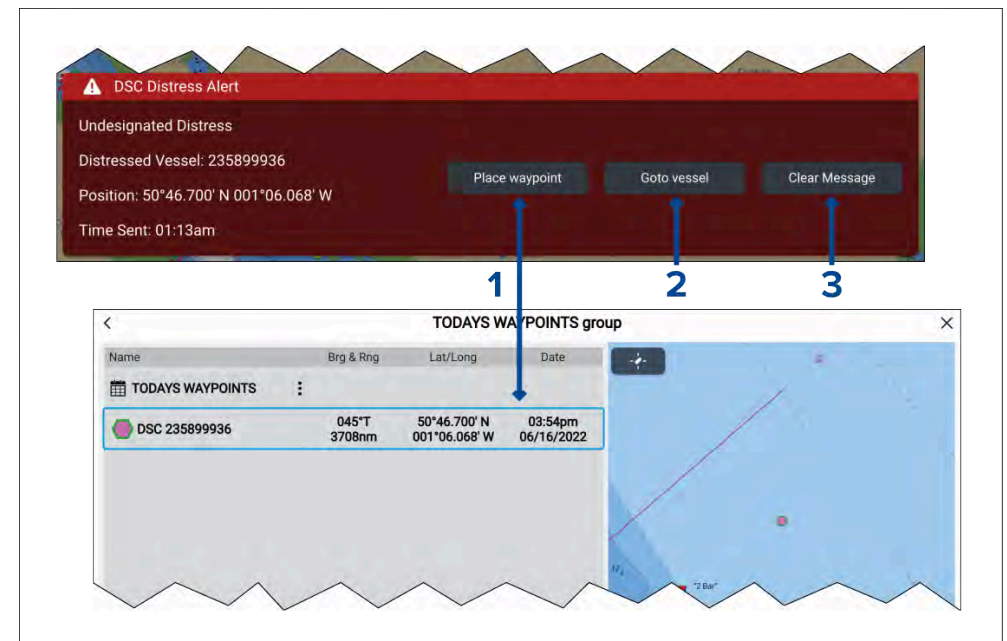 DSC Distress Alert
Undesignated Distress
Distressed Vessel: 235899936
Position: 50°46.700' N 001°06.068' W
Time Sent: 01:13am
Place waypoint
Goto vessel
Clear Message
1
2
3
TODAYS WAYPOINTS group
Name
Brg & Rng
Lat/Long
Date
TODAYS WAYPOINTS
DSC 235899936
045°T
3708nm
50°46.700' N
001°06.068' W
03:54pm
06/16/2022
"2 Bar"